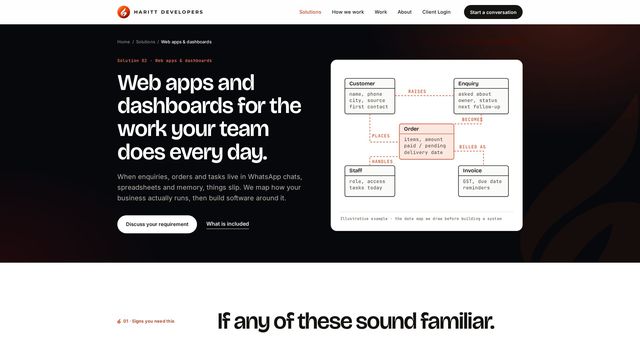 HARITT DEVELOPERS
Solutions How we work Work About Client Login Start a conversation
Home / Solutions / Web apps & dashboards
Solution 02 · Web apps & dashboards
Web apps and
dashboards for the
work your team
does every day.
When enquiries, orders and tasks live in WhatsApp chats,
spreadsheets and memory, things slip. We map how your
business actually runs, then build software around it.
Discuss your requirement What is included
Customer
name, phone
city, source
first contact
RAISES
Enquiry
asked about
owner, status
next follow-up
BECOMES
PLACES
Order
items, amount
paid / pending
delivery date
BILLED AS
HANDLES
Staff
role, access
tasks today
Invoice
GST, due date
reminders
Illustrative example · the data map we draw before building a system
01 · Signs you need this
If any of these sound familiar.